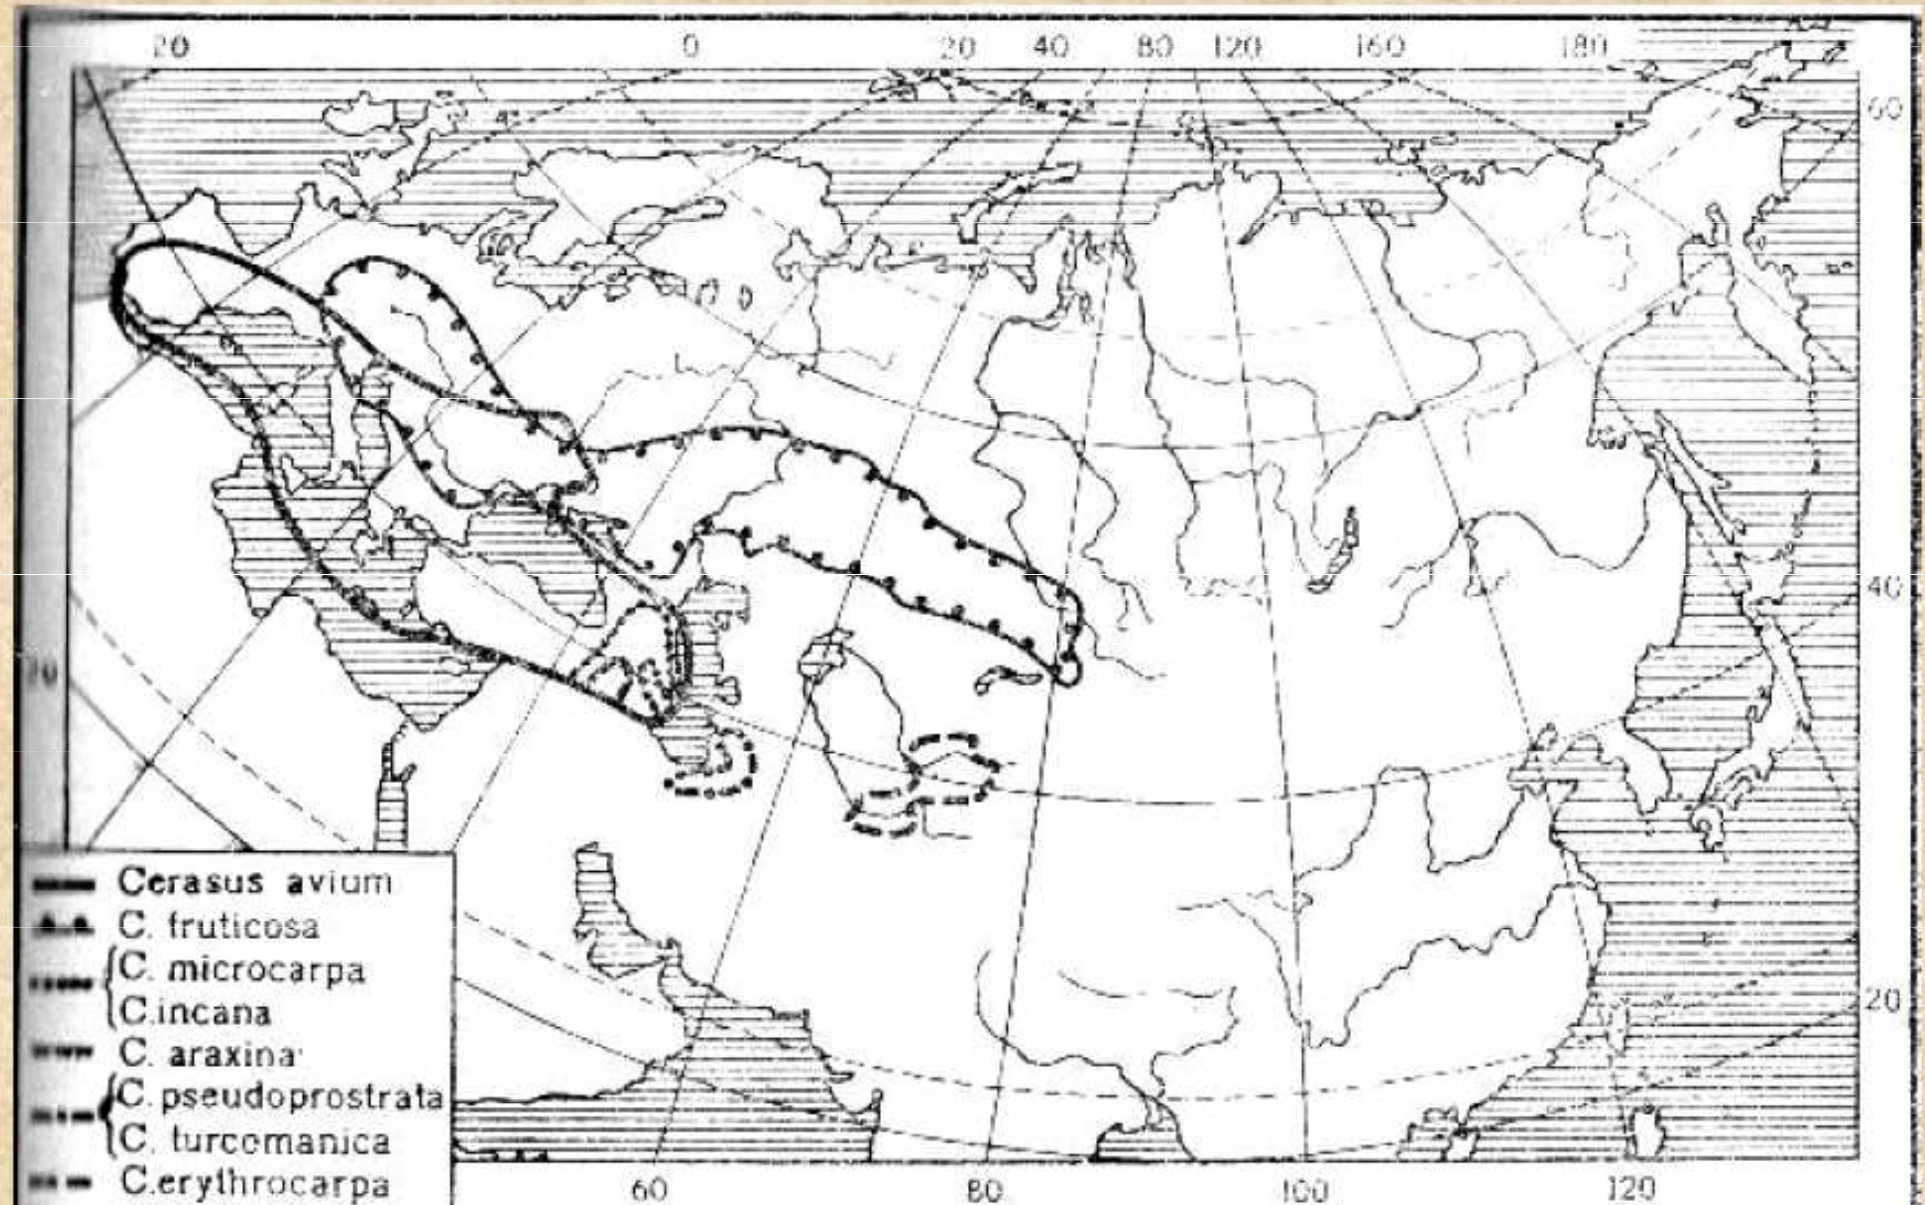 20 0 20 40 80 120 160 180
60
40
20
Cerasus avium
C. fruticosa
C. microcarpa
C.incana
C. araxina
C. pseudoprostrata
C. turcomanica
C.erythrocarpa
60 80 100 120